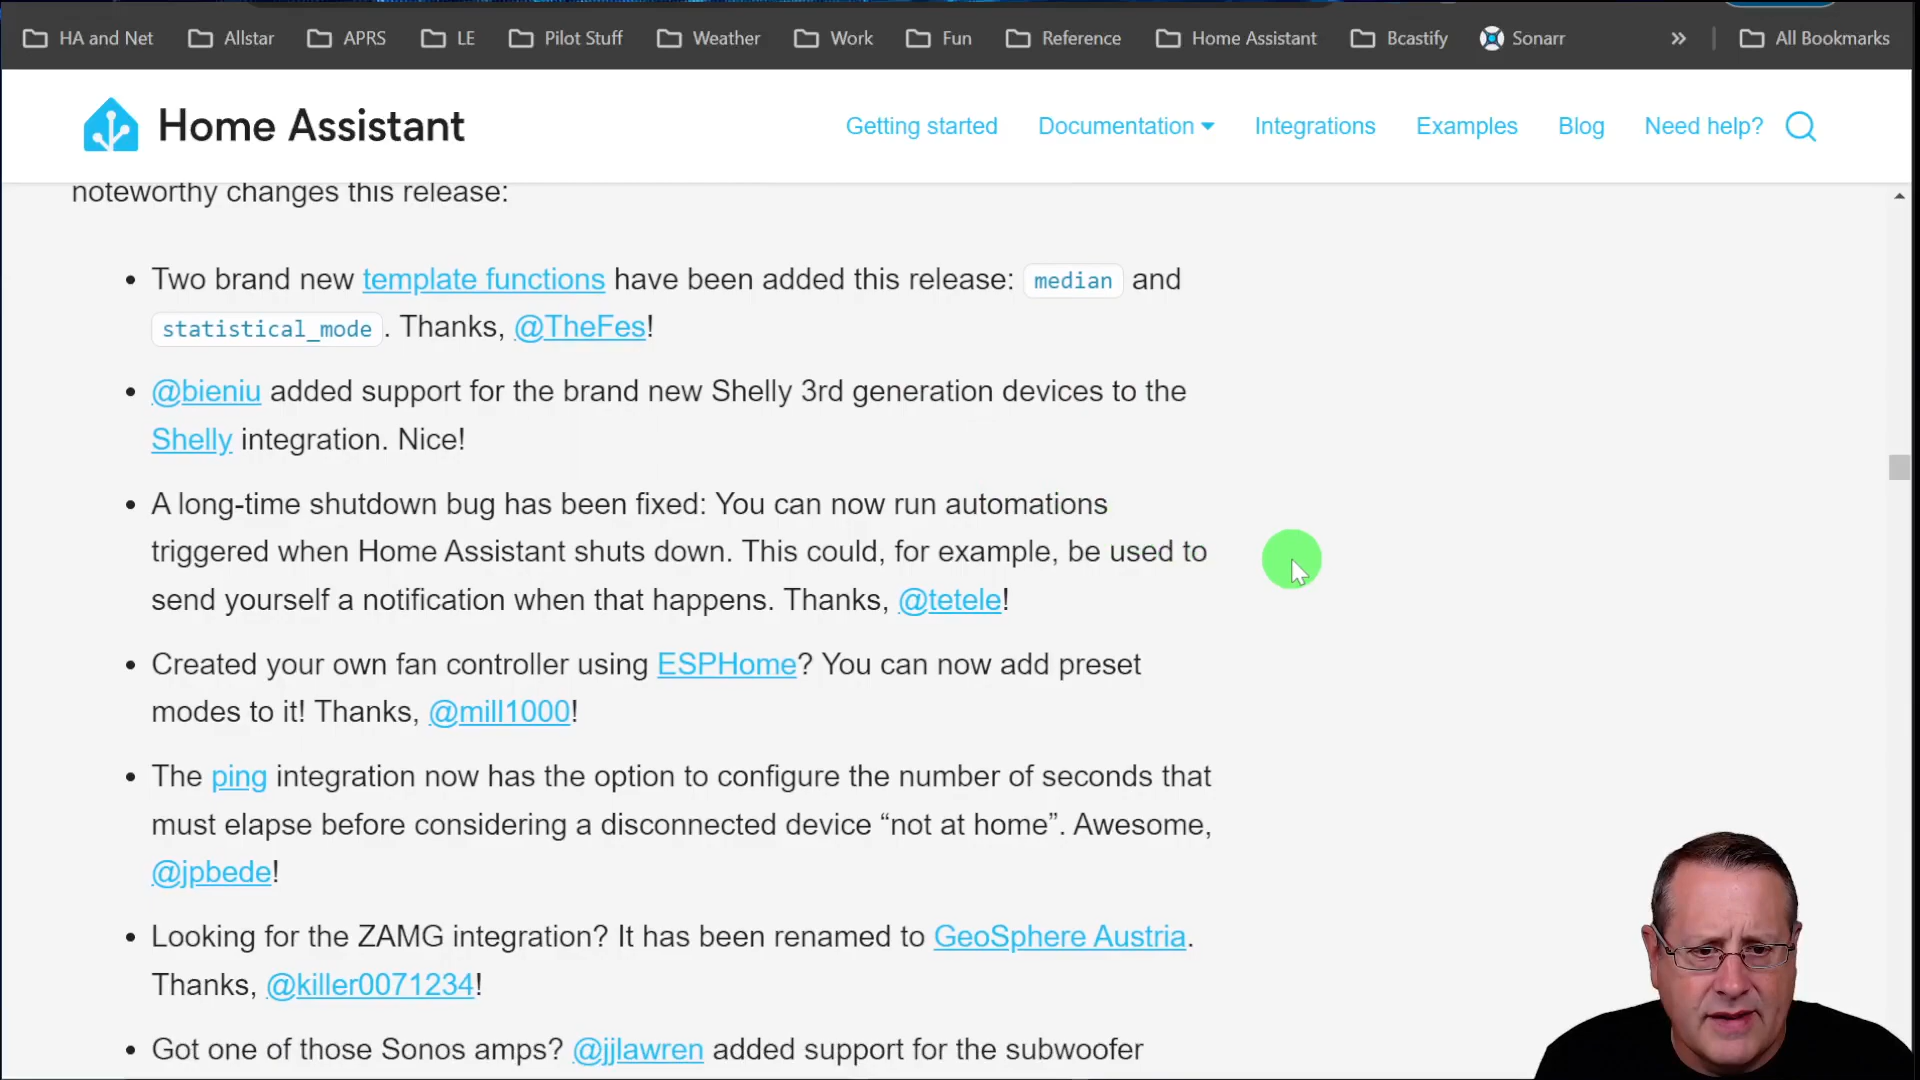 HA and Net Allstar APRS LE Pilot Stuff Weather Work Fun Reference Home Assistant Bcastify Sonarr » All Bookmarks
Home Assistant Getting started Documentation Integrations Examples Blog Need help?
noteworthy changes this release:
• Two brand new template functions have been added this release: median and
statistical_mode. Thanks, @TheFes!
• @bieniu added support for the brand new Shelly 3rd generation devices to the
Shelly integration. Nice!
• A long-time shutdown bug has been fixed: You can now run automations
triggered when Home Assistant shuts down. This could, for example, be used to
send yourself a notification when that happens. Thanks, @tetele!
• Created your own fan controller using ESPHome? You can now add preset
modes to it! Thanks, @mill1000!
• The ping integration now has the option to configure the number of seconds that
must elapse before considering a disconnected device “not at home”. Awesome,
@jpbede!
• Looking for the ZAMG integration? It has been renamed to GeoSphere Austria.
Thanks, @killer0071234!
• Got one of those Sonos amps? @jjlawren added support for the subwoofer